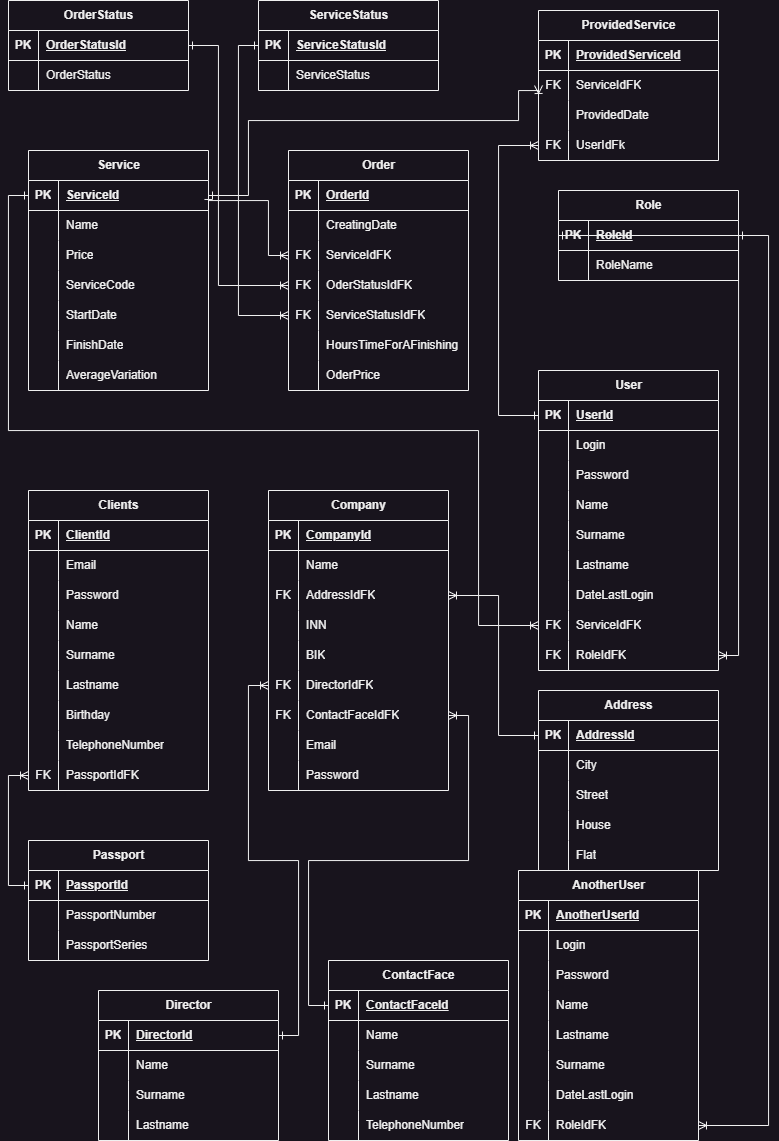 OrderStatus
PK OrderStatusId
OrderStatus
ServiceStatus
PK ServiceStatusId
ServiceStatus
ProvidedService
PK ProvidedServiceId
FK ServiceIdFK
ProvidedDate
FK UserIdFk
Service
PK ServiceId
Name
Price
ServiceCode
StartDate
FinishDate
AverageVariation
Order
PK OrderId
CreatingDate
FK ServiceIdFK
FK OderStatusIdFK
FK ServiceStatusIdFK
HoursTimeForAFinishing
OderPrice
Role
PK RoleId
RoleName
User
PK UserId
Login
Password
Name
Surname
Lastname
DateLastLogin
FK ServiceIdFK
FK RoleIdFK
Clients
PK ClientId
Email
Password
Name
Surname
Lastname
Birthday
TelephoneNumber
FK PassportIdFK
Company
PK CompanyId
Name
FK AddressIdFK
INN
BIK
FK DirectorIdFK
FK ContactFaceIdFK
Email
Password
Address
PK AddressId
City
Street
House
Flat
Passport
PK PassportId
PassportNumber
PassportSeries
AnotherUser
PK AnotherUserId
Login
Password
Name
Lastname
Surname
DateLastLogin
FK RoleIdFK
Director
PK DirectorId
Name
Surname
Lastname
ContactFace
PK ContactFaceId
Name
Surname
Lastname
TelephoneNumber